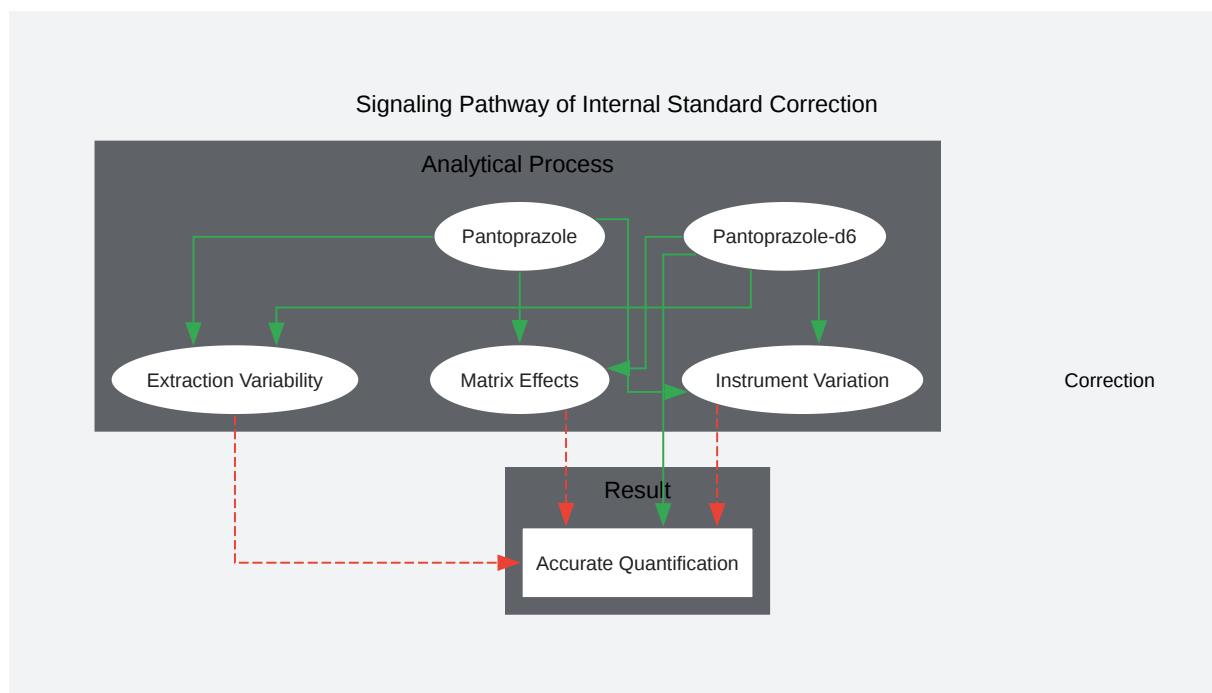 Signaling Pathway of Internal Standard Correction
Analytical Process
Pantoprazole
Pantoprazole-d6
Extraction Variability
Matrix Effects
Instrument Variation
Correction
Result
Accurate Quantification